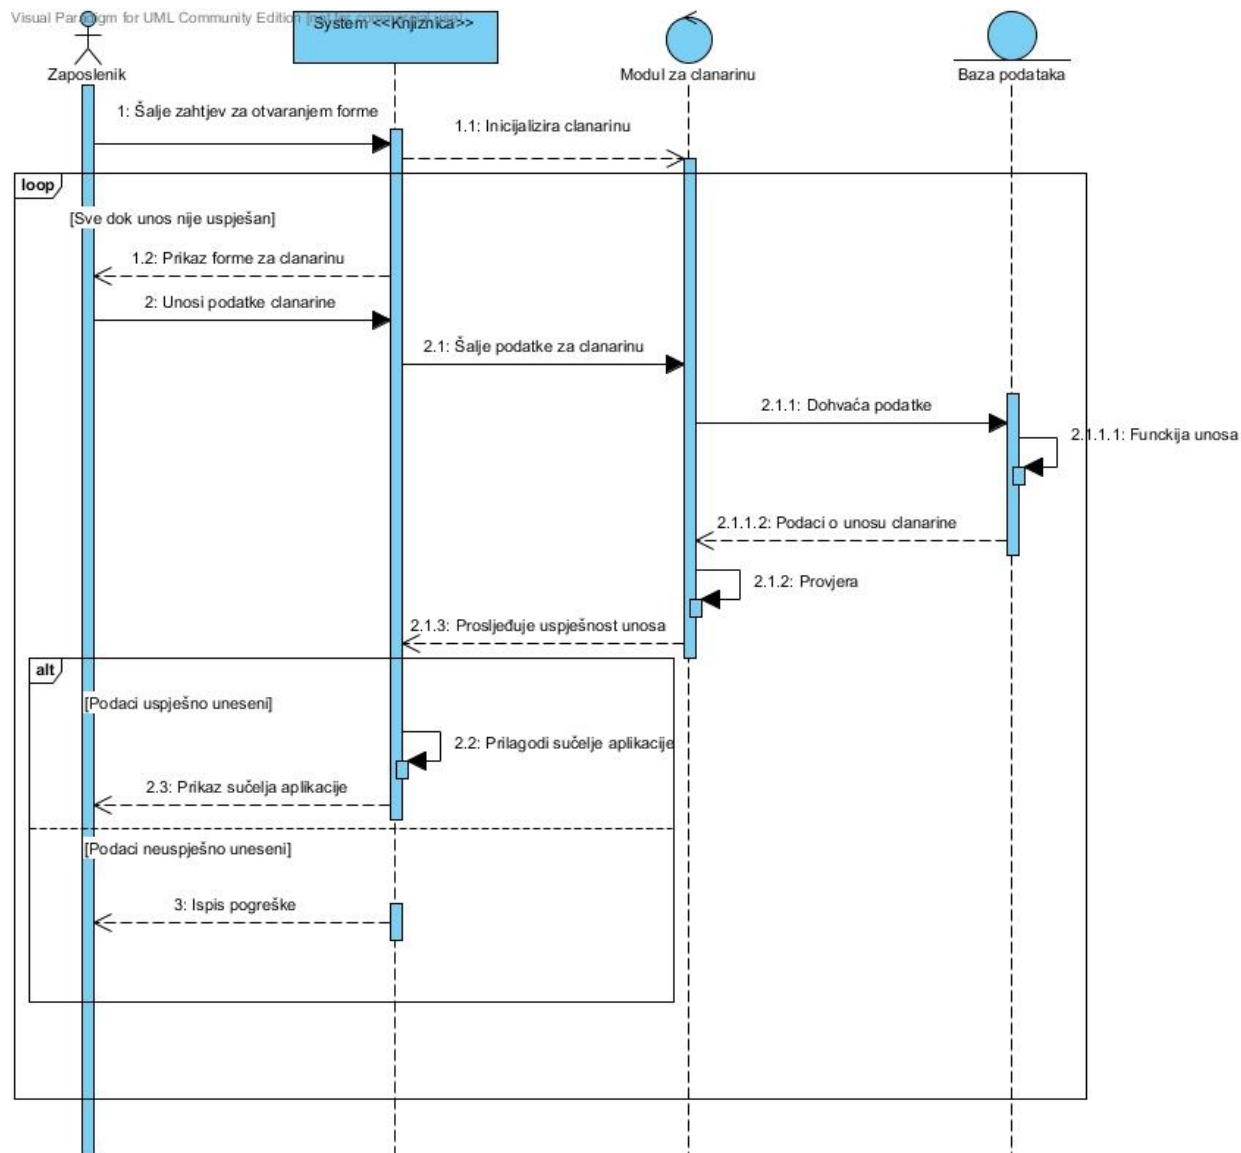 Visual Paradigm for UML Community Edition [not for commercial use]
System <<Knjiznica>>
Zaposlenik
Modul za clanarinu
Baza podataka
1: Šalje zahtjev za otvaranjem forme
1.1: Inicijalizira clanarinu
loop
[Sve dok unos nije uspješan]
1.2: Prikaz forme za clanarinu
2: Unosi podatke clanarine
2.1: Šalje podatke za clanarinu
2.1.1: Dohvaća podatke
2.1.1.1: Funckija unosa
2.1.1.2: Podaci o unosu clanarine
2.1.2: Provjera
2.1.3: Prosljeđuje uspješnost unosa
alt
[Podaci uspješno uneseni]
2.2: Prilagodi sučelje aplikacije
2.3: Prikaz sučelja aplikacije
[Podaci neuspješno uneseni]
3: Ispis pogreške